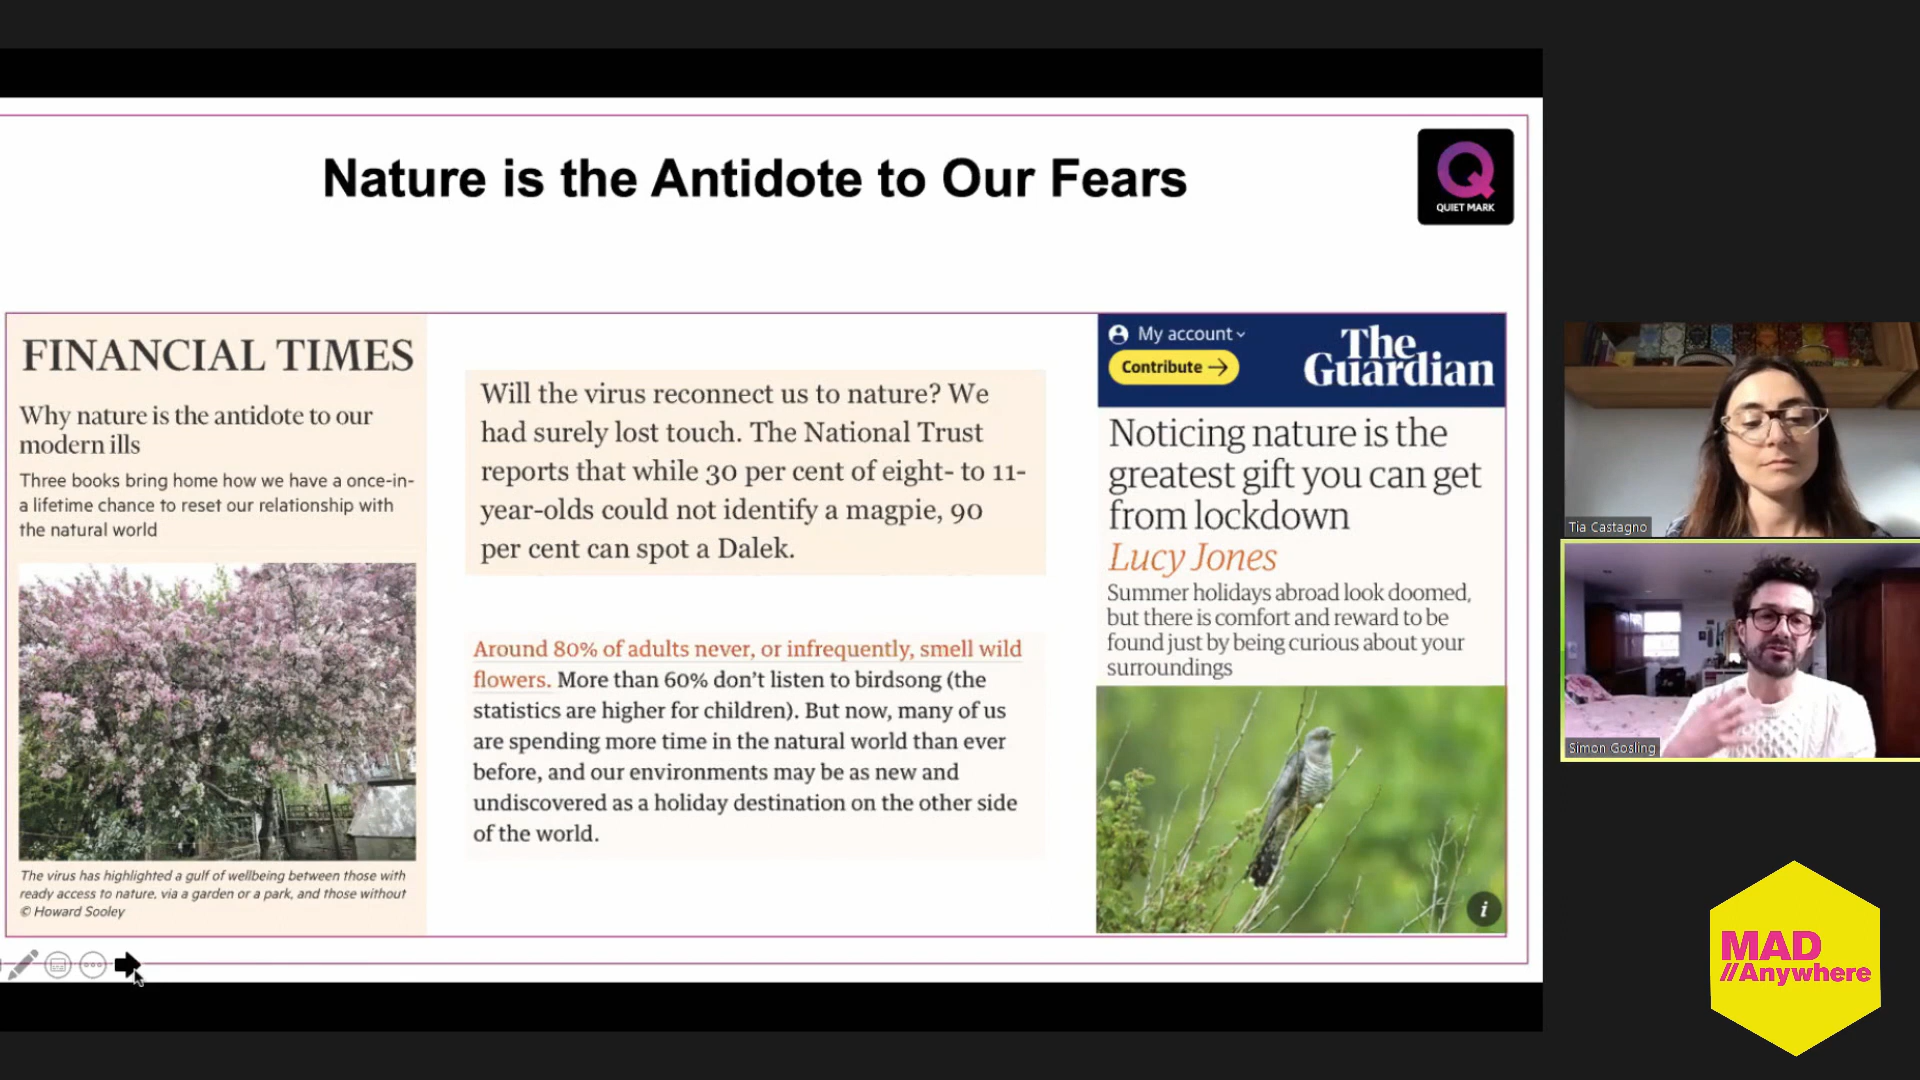 Nature is the Antidote to Our Fears
Q
QUIET MARK
FINANCIAL TIMES
Why nature is the antidote to our
modern ills
Three books bring home how we have a once-in-
a lifetime chance to reset our relationship with
the natural world
The virus has highlighted a gulf of wellbeing between those with
ready access to nature, via a garden or a park, and those without
© Howard Sooley
Will the virus reconnect us to nature? We
had surely lost touch. The National Trust
reports that while 30 per cent of eight- to 11-
year-olds could not identify a magpie, 90
per cent can spot a Dalek.
Around 80% of adults never, or infrequently, smell wild
flowers. More than 60% don’t listen to birdsong (the
statistics are higher for children). But now, many of us
are spending more time in the natural world than ever
before, and our environments may be as new and
undiscovered as a holiday destination on the other side
of the world.
My account
Contribute →
The
Guardian
Noticing nature is the
greatest gift you can get
from lockdown
Lucy Jones
Summer holidays abroad look doomed,
but there is comfort and reward to be
found just by being curious about your
surroundings
i
Tia Castagno
Simon Gosling
MAD
//Anywhere